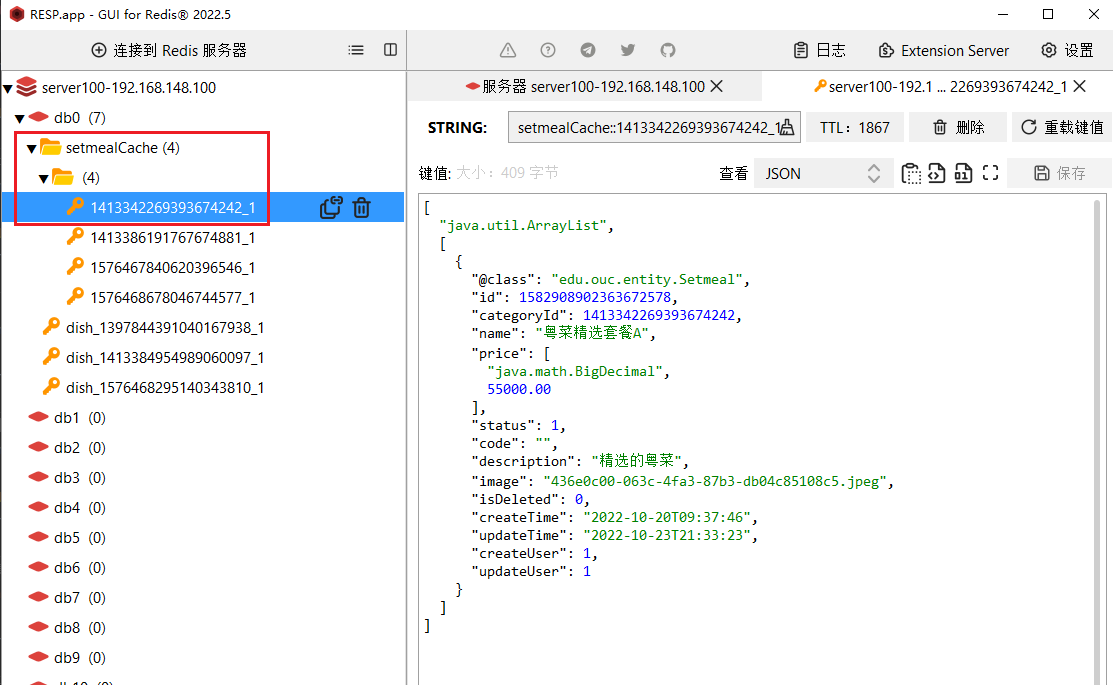 RESP.app - GUI for Redis® 2022.5
连接到 Redis 服务器
日志
Extension Server
设置
server100-192.168.148.100
db0 (7)
setmealCache (4)
(4)
1413342269393674242_1
1413386191767674881_1
1576467840620396546_1
1576468678046744577_1
dish_1397844391040167938_1
dish_1413384954989060097_1
dish_1576468295140343810_1
db1 (0)
db2 (0)
db3 (0)
db4 (0)
db5 (0)
db6 (0)
db7 (0)
db8 (0)
db9 (0)
db10 (0)
服务器 server100-192.168.148.100
server100-192.1 ... 2269393674242_1
STRING:
setmealCache::1413342269393674242_1
TTL: 1867
删除
重载键值
键值: 大小: 409 字节
查看
JSON
保存
[
"java.util.ArrayList",
[
{
"@class": "edu.ouc.entity.Setmeal",
"id": 1582908902363672578,
"categoryId": 1413342269393674242,
"name": "粤菜精选套餐A",
"price": [
"java.math.BigDecimal",
55000.00
],
"status": 1,
"code": "",
"description": "精选的粤菜",
"image": "436e0c00-063c-4fa3-87b3-db04c85108c5.jpeg",
"isDeleted": 0,
"createTime": "2022-10-20T09:37:46",
"updateTime": "2022-10-23T21:33:23",
"createUser": 1,
"updateUser": 1
}
]
]